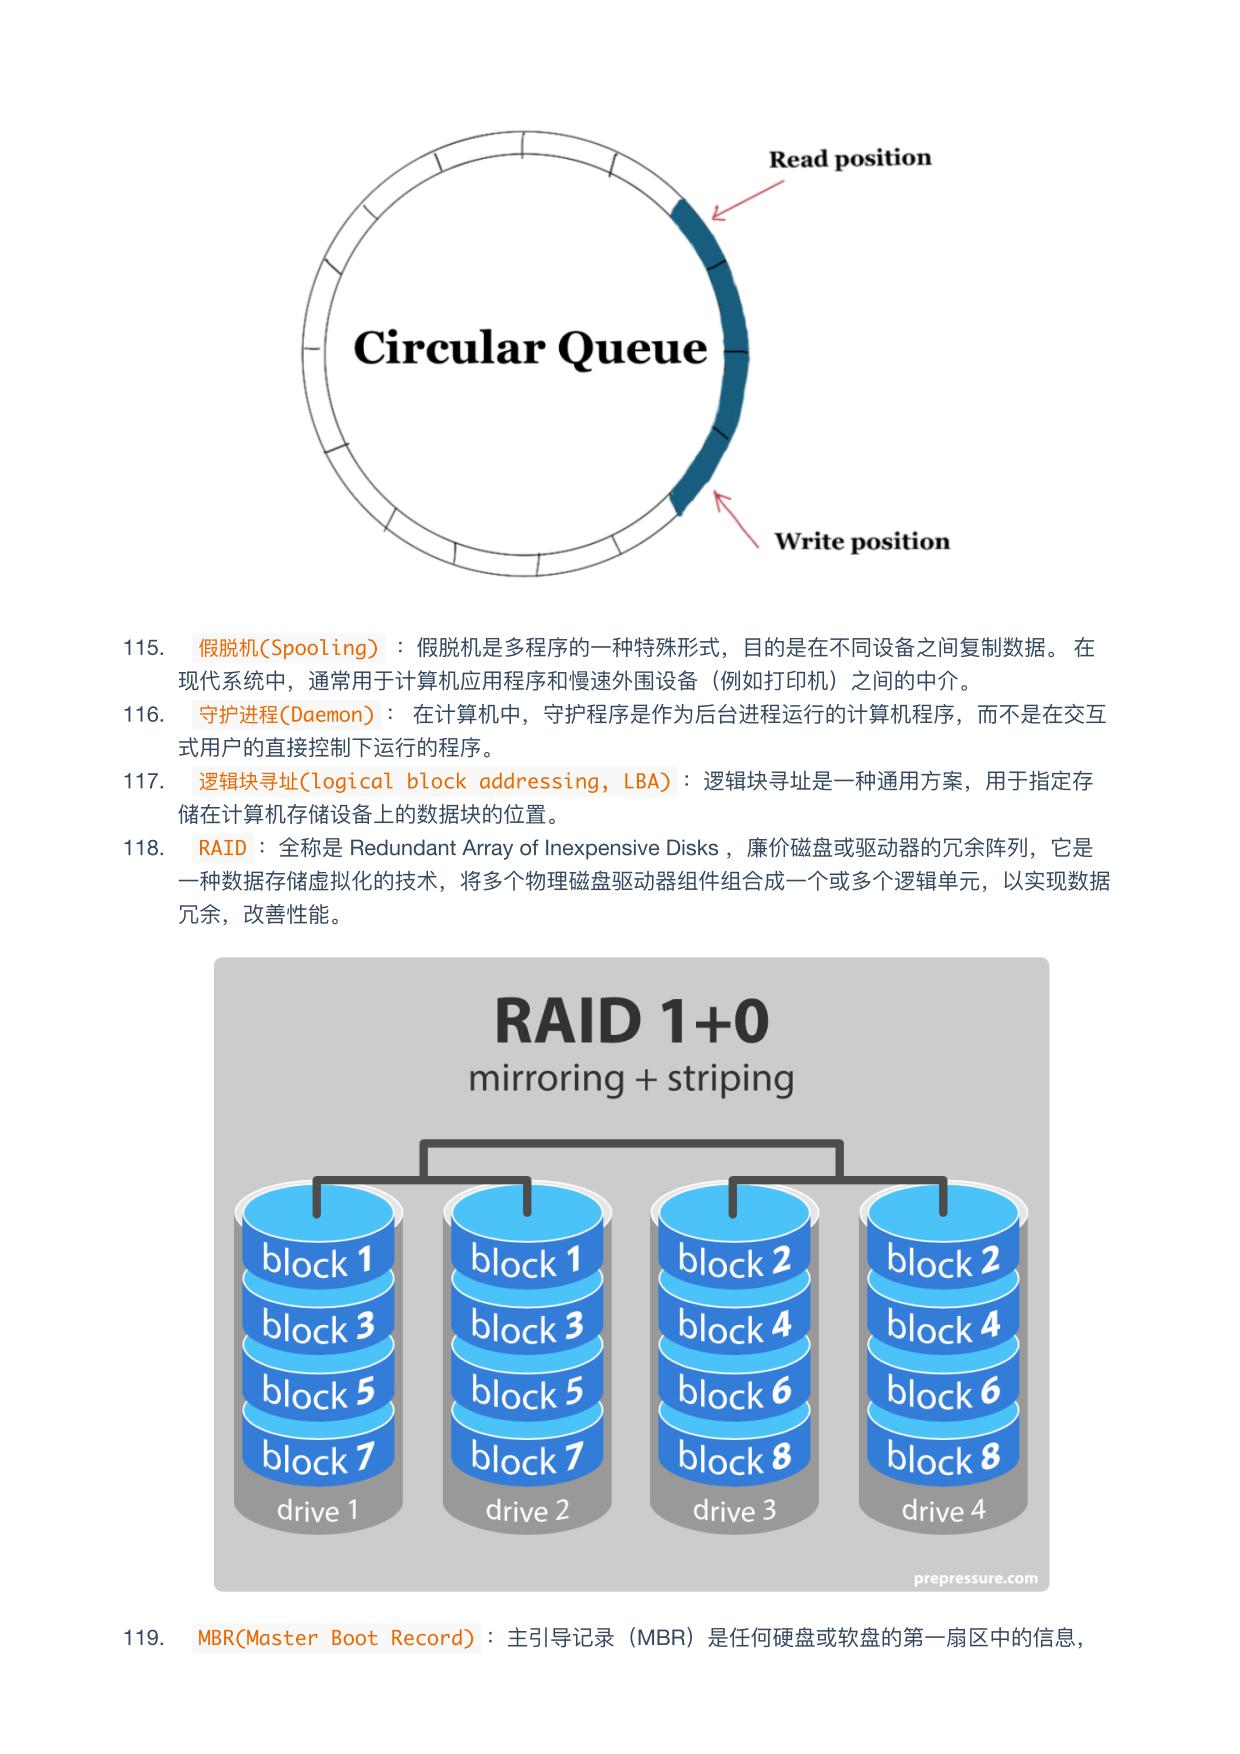 Read position
Circular Queue
Write position
115. 假脱机(Spooling) ： 假脱机是多程序的一种特殊形式，目的是在不同设备之间复制数据。 在
现代系统中，通常用于计算机应用程序和慢速外围设备（例如打印机）之间的中介。
116. 守护进程(Daemon) ： 在计算机中，守护程序是作为后台进程运行的计算机程序，而不是在交互
式用户的直接控制下运行的程序。
117. 逻辑块寻址(logical block addressing, LBA) ： 逻辑块寻址是一种通用方案，用于指定存
储在计算机存储设备上的数据块的位置。
118. RAID ： 全称是 Redundant Array of Inexpensive Disks ，廉价磁盘或驱动器的冗余阵列，它是
一种数据存储虚拟化的技术，将多个物理磁盘驱动器组件组合成一个或多个逻辑单元，以实现数据
冗余，改善性能。
RAID 1+0
mirroring + striping
block 1 block 1 block 2 block 2
block 3 block 3 block 4 block 4
block 5 block 5 block 6 block 6
block 7 block 7 block 8 block 8
drive 1 drive 2 drive 3 drive 4
prepressure.com
119. MBR(Master Boot Record) ： 主引导记录（MBR）是任何硬盘或软盘的第一扇区中的信息，